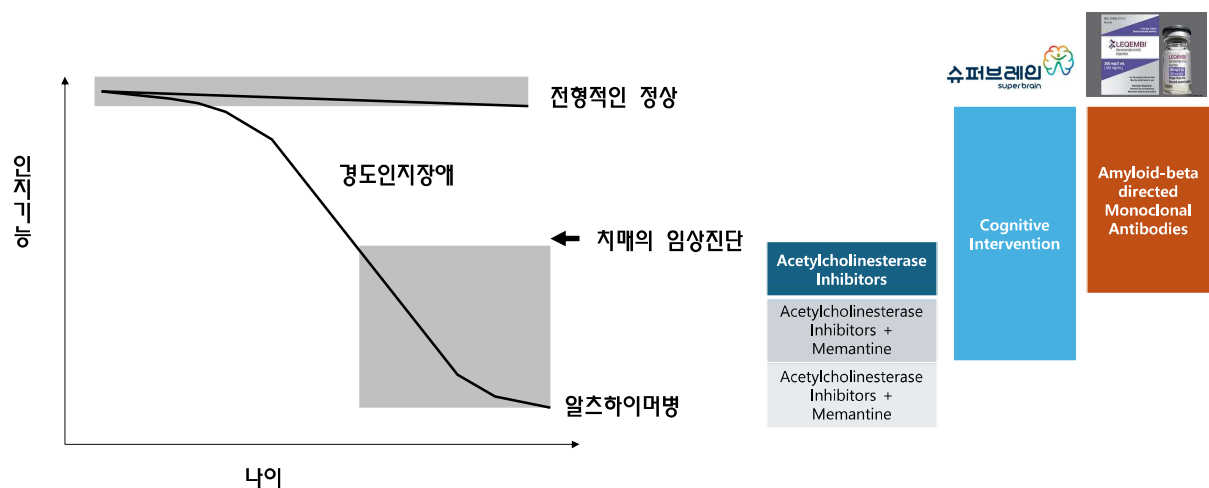 인지기능
전형적인 정상
경도인지장애
치매의 임상진단
알츠하이머병
나이
Acetylcholinesterase
Inhibitors
Acetylcholinesterase
Inhibitors +
Memantine
Acetylcholinesterase
Inhibitors +
Memantine
슈퍼브레인
superbrain
Cognitive
Intervention
LEQEMBI
LEQEMBI
Amyloid-beta
directed
Monoclonal
Antibodies